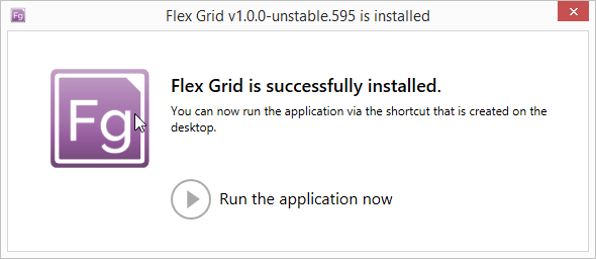 Fg
Flex Grid v1.0.0-unstable.595 is installed
Flex Grid is successfully installed.
Fg
You can now run the application via the shortcut that is created on the
desktop.
Run the application now